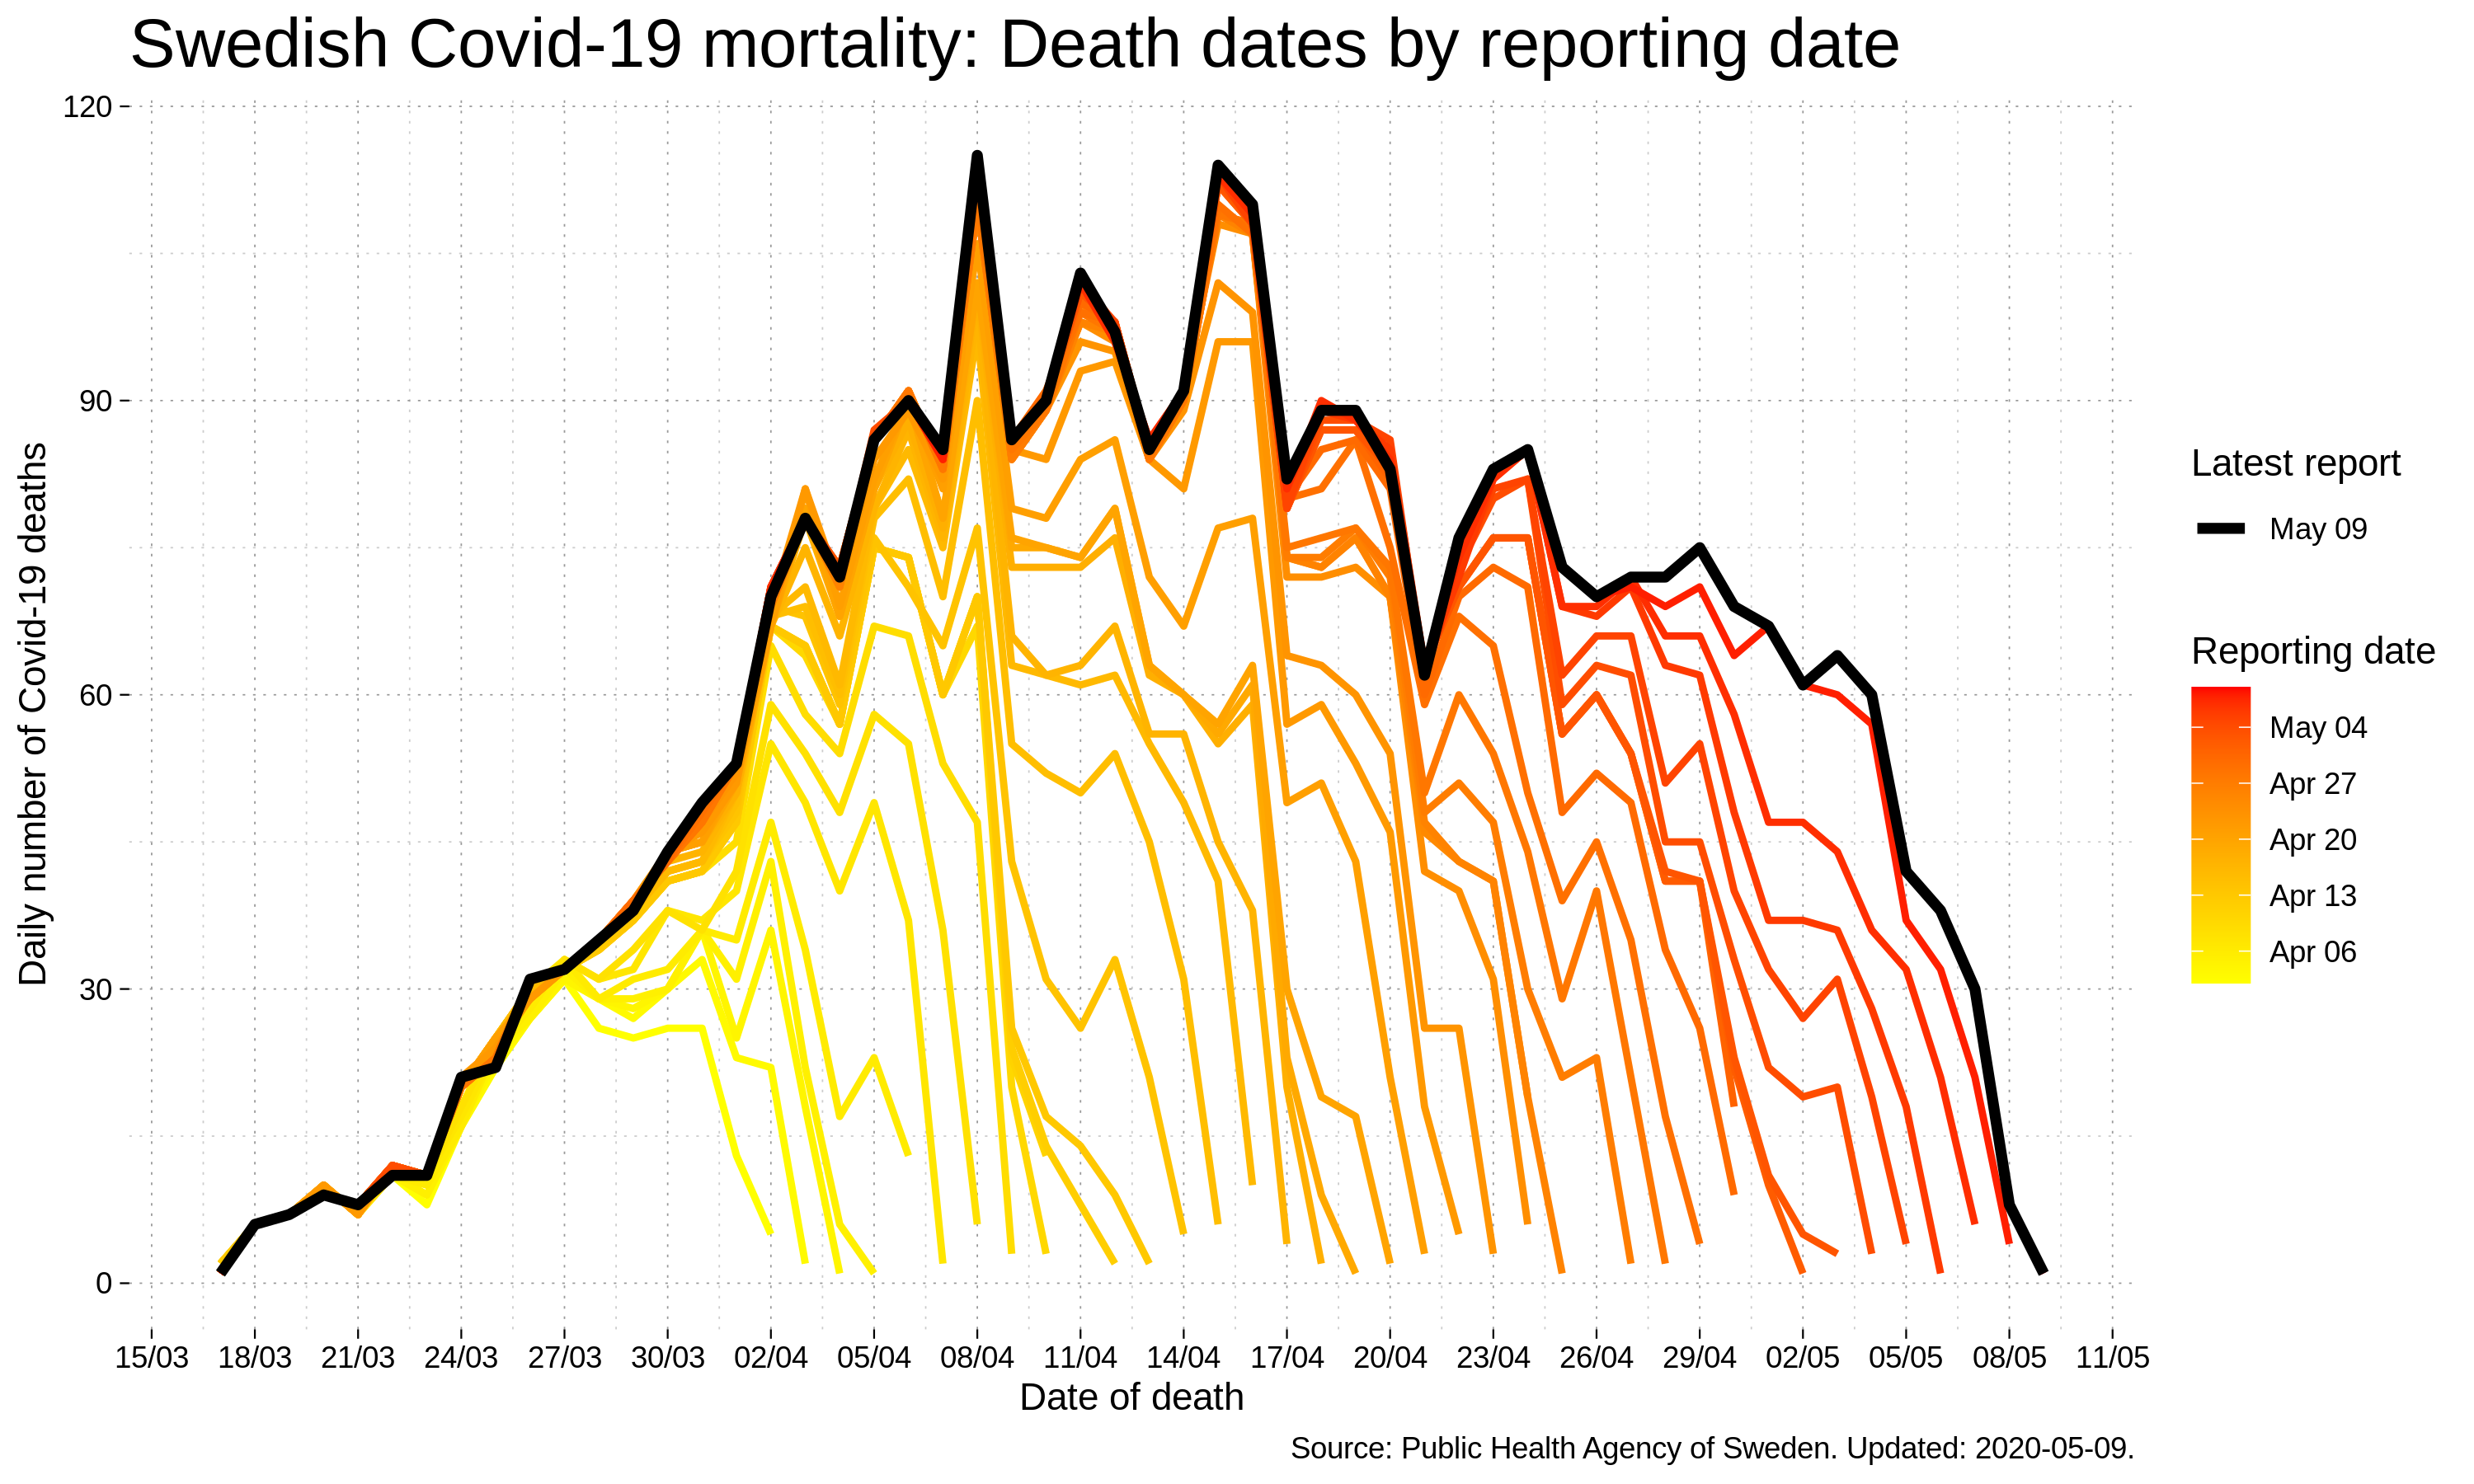 Swedish Covid-19 mortality: Death dates by reporting date
Daily number of Covid-19 deaths
120
90
60
30
0
15/03 18/03 21/03 24/03 27/03 30/03 02/04 05/04 08/04 11/04 14/04 17/04 20/04 23/04 26/04 29/04 02/05 05/05 08/05 11/05
Date of death
Latest report
May 09
Reporting date
May 04
Apr 27
Apr 20
Apr 13
Apr 06
Source: Public Health Agency of Sweden. Updated: 2020-05-09.